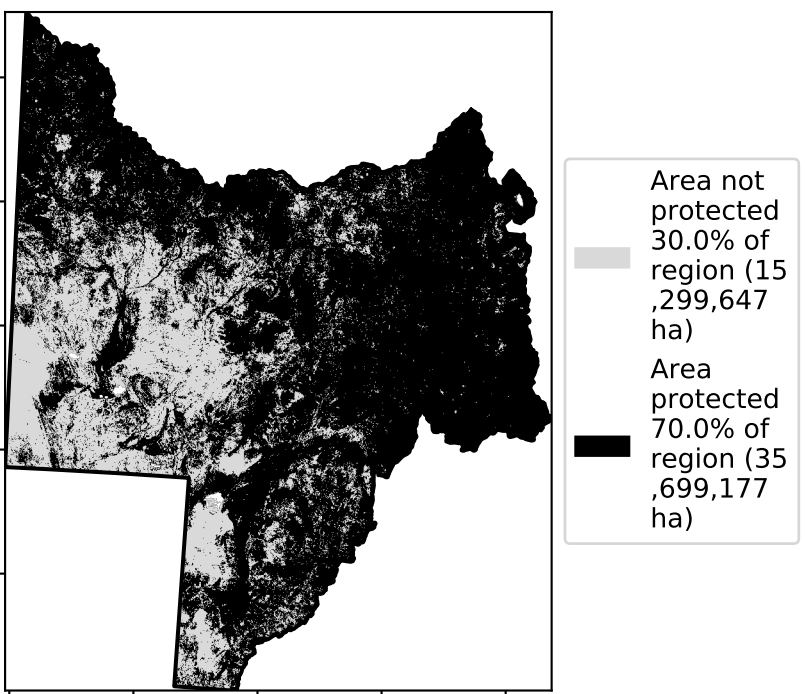 Area not
protected
30.0% of
region (15
,299,647
ha)
Area
protected
70.0% of
region (35
,699,177
ha)